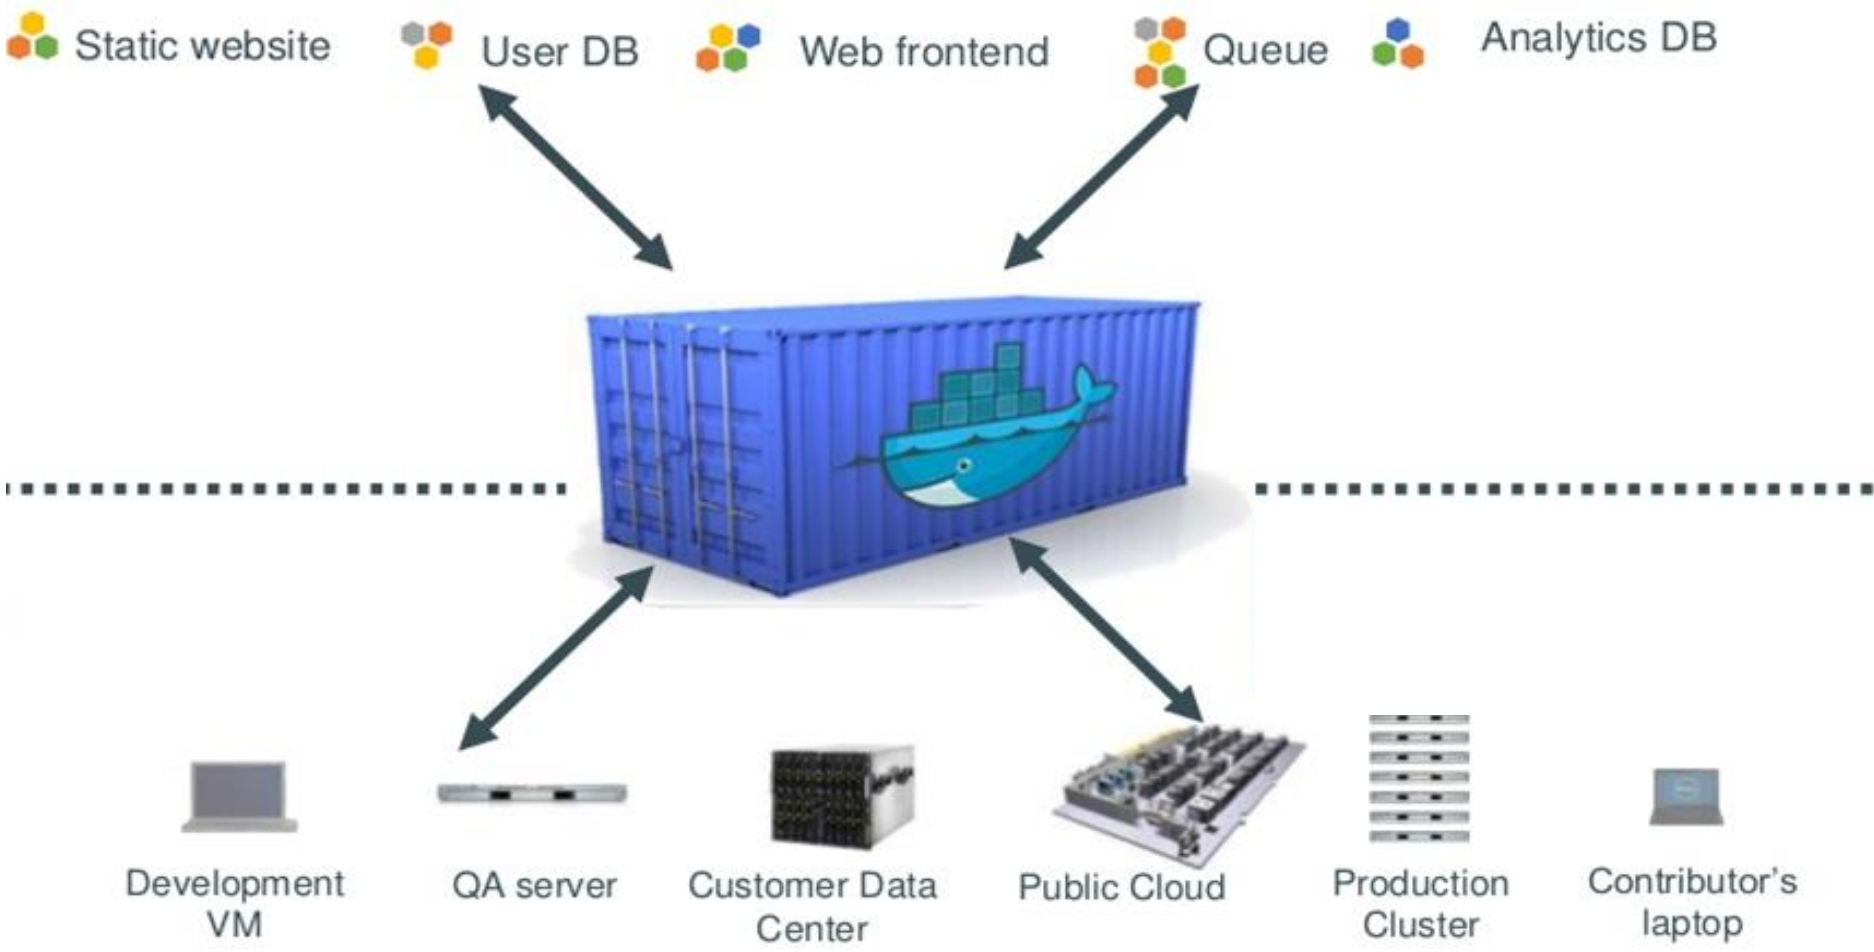 Static website
User DB
Web frontend
Queue
Analytics DB
Development
VM
QA server
Customer Data
Center
Public Cloud
Production
Cluster
Contributor's
laptop